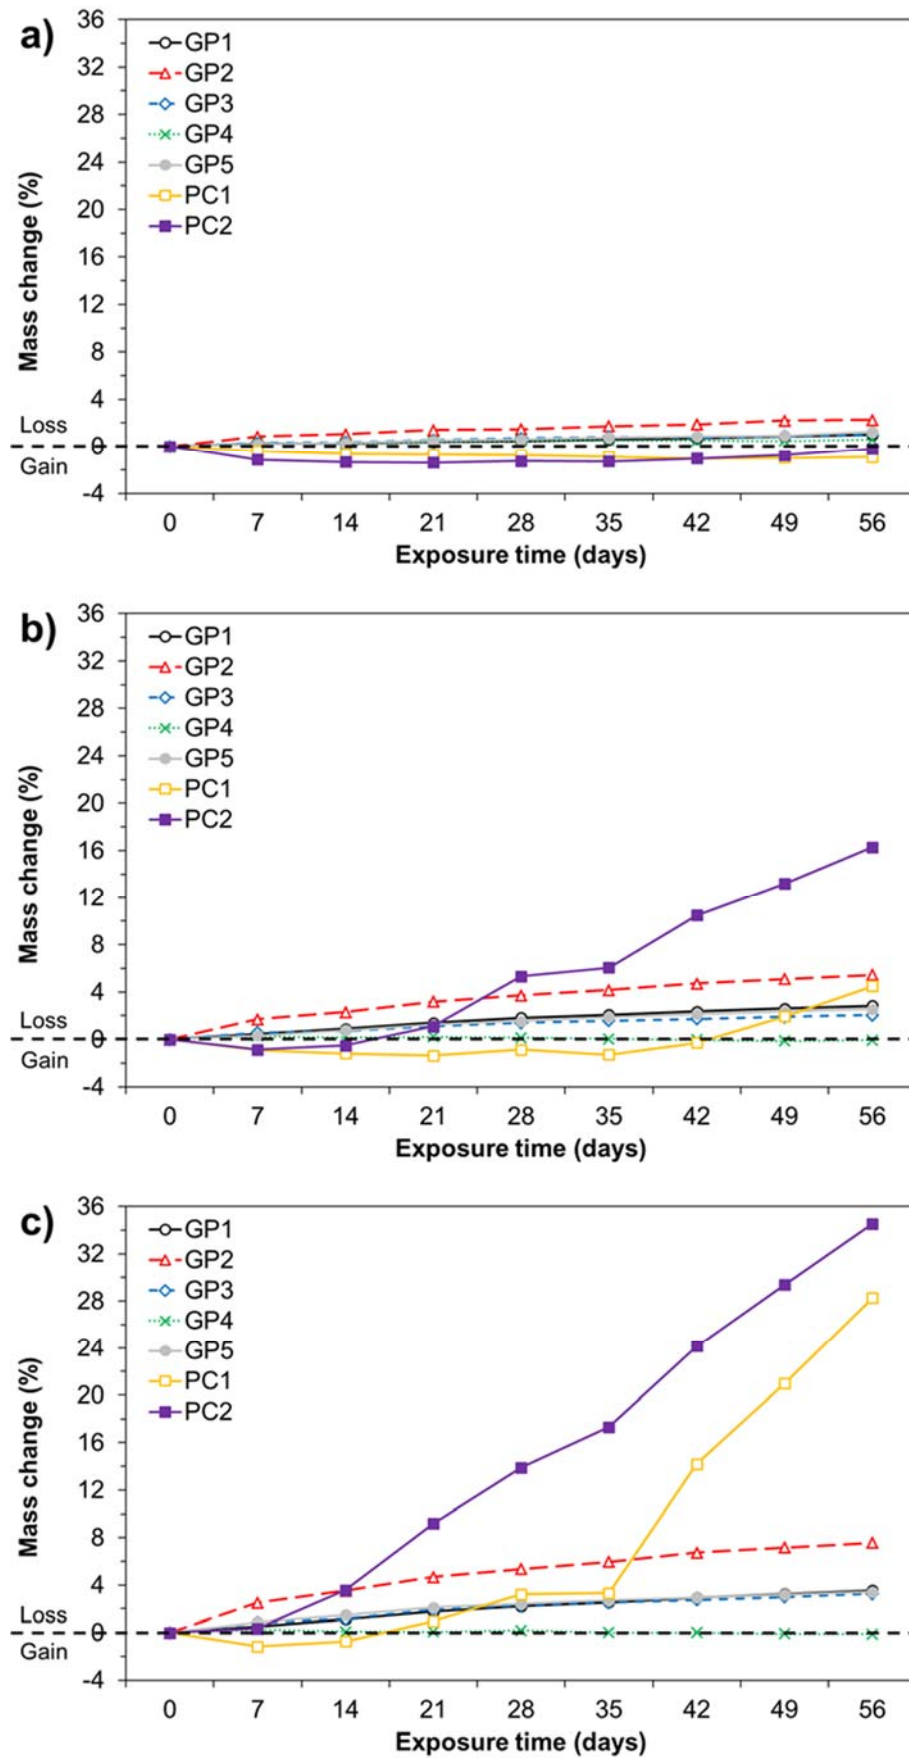 a)
36
32
28
24
20
16
12
8
4
0
-4
Mass change (%)
Loss
Gain
GP1
GP2
GP3
GP4
GP5
PC1
PC2
0 7 14 21 28 35 42 49 56
Exposure time (days)
b)
36
32
28
24
20
16
12
8
4
0
-4
Mass change (%)
Loss
Gain
GP1
GP2
GP3
GP4
GP5
PC1
PC2
0 7 14 21 28 35 42 49 56
Exposure time (days)
c)
36
32
28
24
20
16
12
8
4
0
-4
Mass change (%)
Loss
Gain
GP1
GP2
GP3
GP4
GP5
PC1
PC2
0 7 14 21 28 35 42 49 56
Exposure time (days)